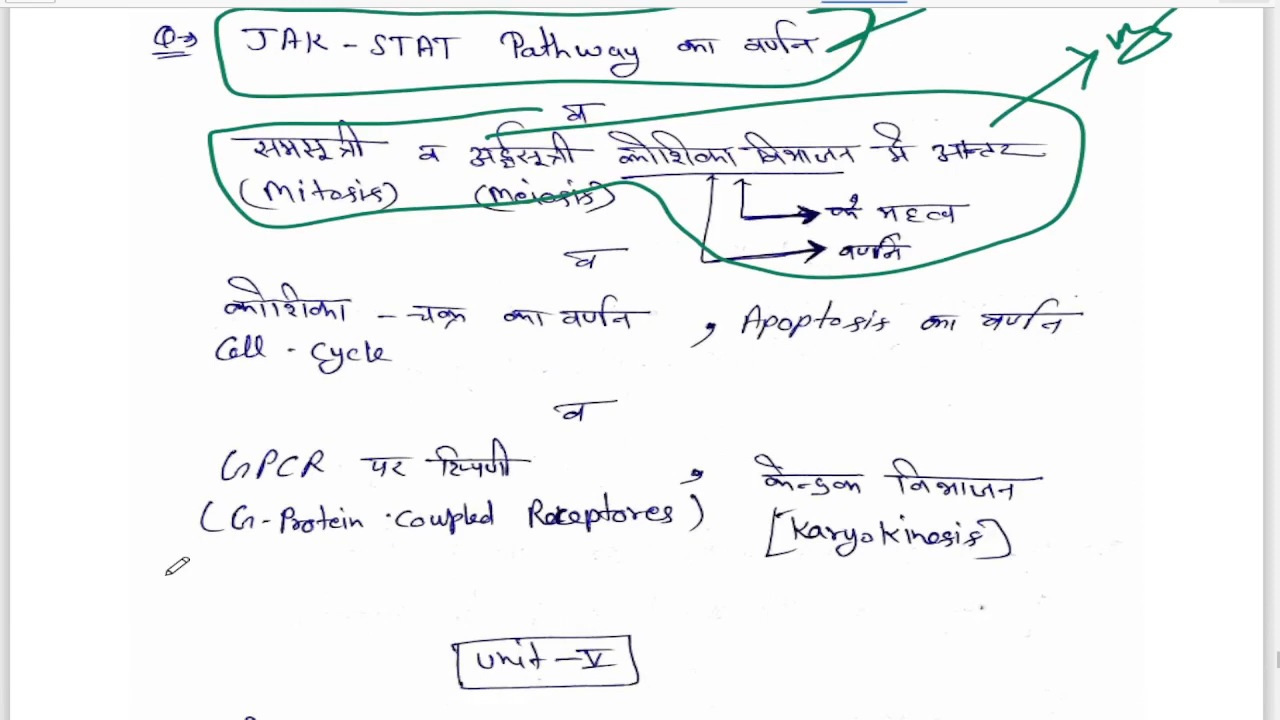 Q→ JAK - STAT Pathway का वर्णन
व
समसूत्री व अर्द्धसूत्री कोशिका विभाजन मे अन्तर
(Mitosis) (Meiosis) → के महत्व
→ वर्णन
व
कोशिका - चक्र का वर्णन , Apoptosis का वर्णन
Cell - Cycle
व
GPCR पर टिप्पणी , केन्द्रक विभाजन
(G-Protein-Coupled Receptores) [Karyokinesis]
Unit - V